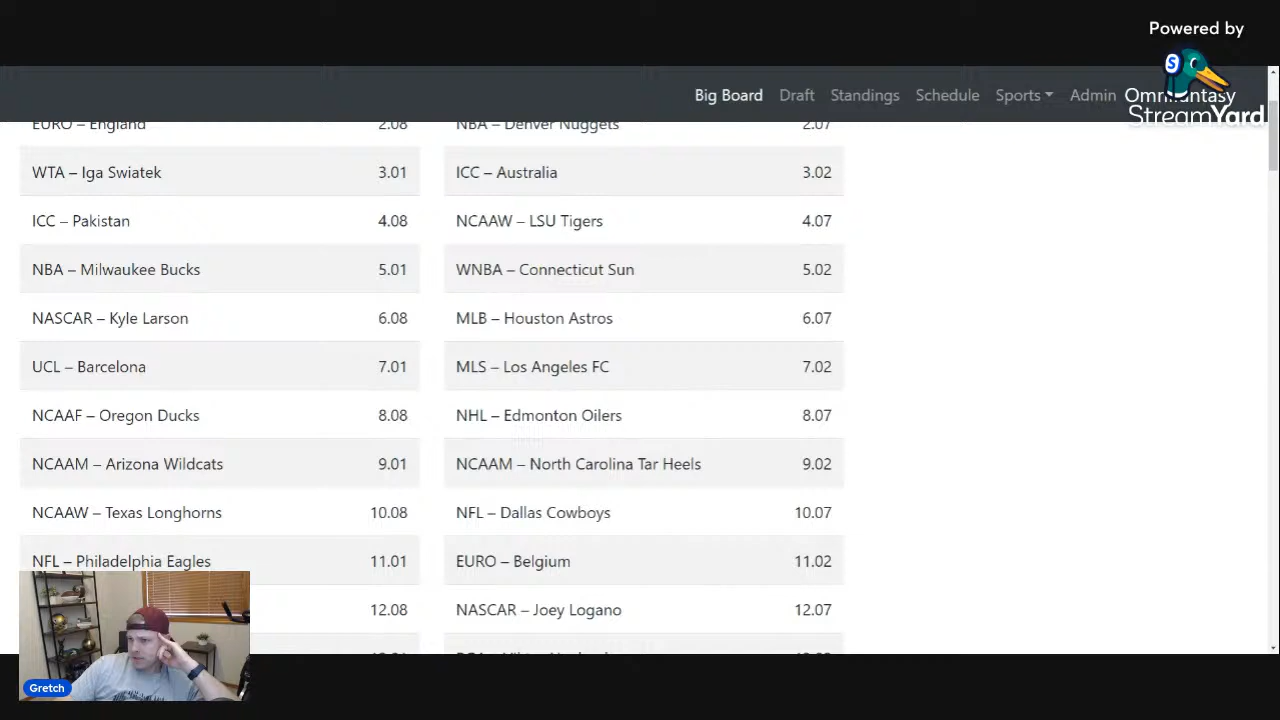 Powered by
StreamYard
Big Board Draft Standings Schedule Sports Admin Omnifantasy
EURO – England 2.08 NBA – Denver Nuggets 2.07
WTA – Iga Swiatek 3.01 ICC – Australia 3.02
ICC – Pakistan 4.08 NCAAW – LSU Tigers 4.07
NBA – Milwaukee Bucks 5.01 WNBA – Connecticut Sun 5.02
NASCAR – Kyle Larson 6.08 MLB – Houston Astros 6.07
UCL – Barcelona 7.01 MLS – Los Angeles FC 7.02
NCAAF – Oregon Ducks 8.08 NHL – Edmonton Oilers 8.07
NCAAM – Arizona Wildcats 9.01 NCAAM – North Carolina Tar Heels 9.02
NCAAW – Texas Longhorns 10.08 NFL – Dallas Cowboys 10.07
NFL – Philadelphia Eagles 11.01 EURO – Belgium 11.02
12.08 NASCAR – Joey Logano 12.07
Gretch